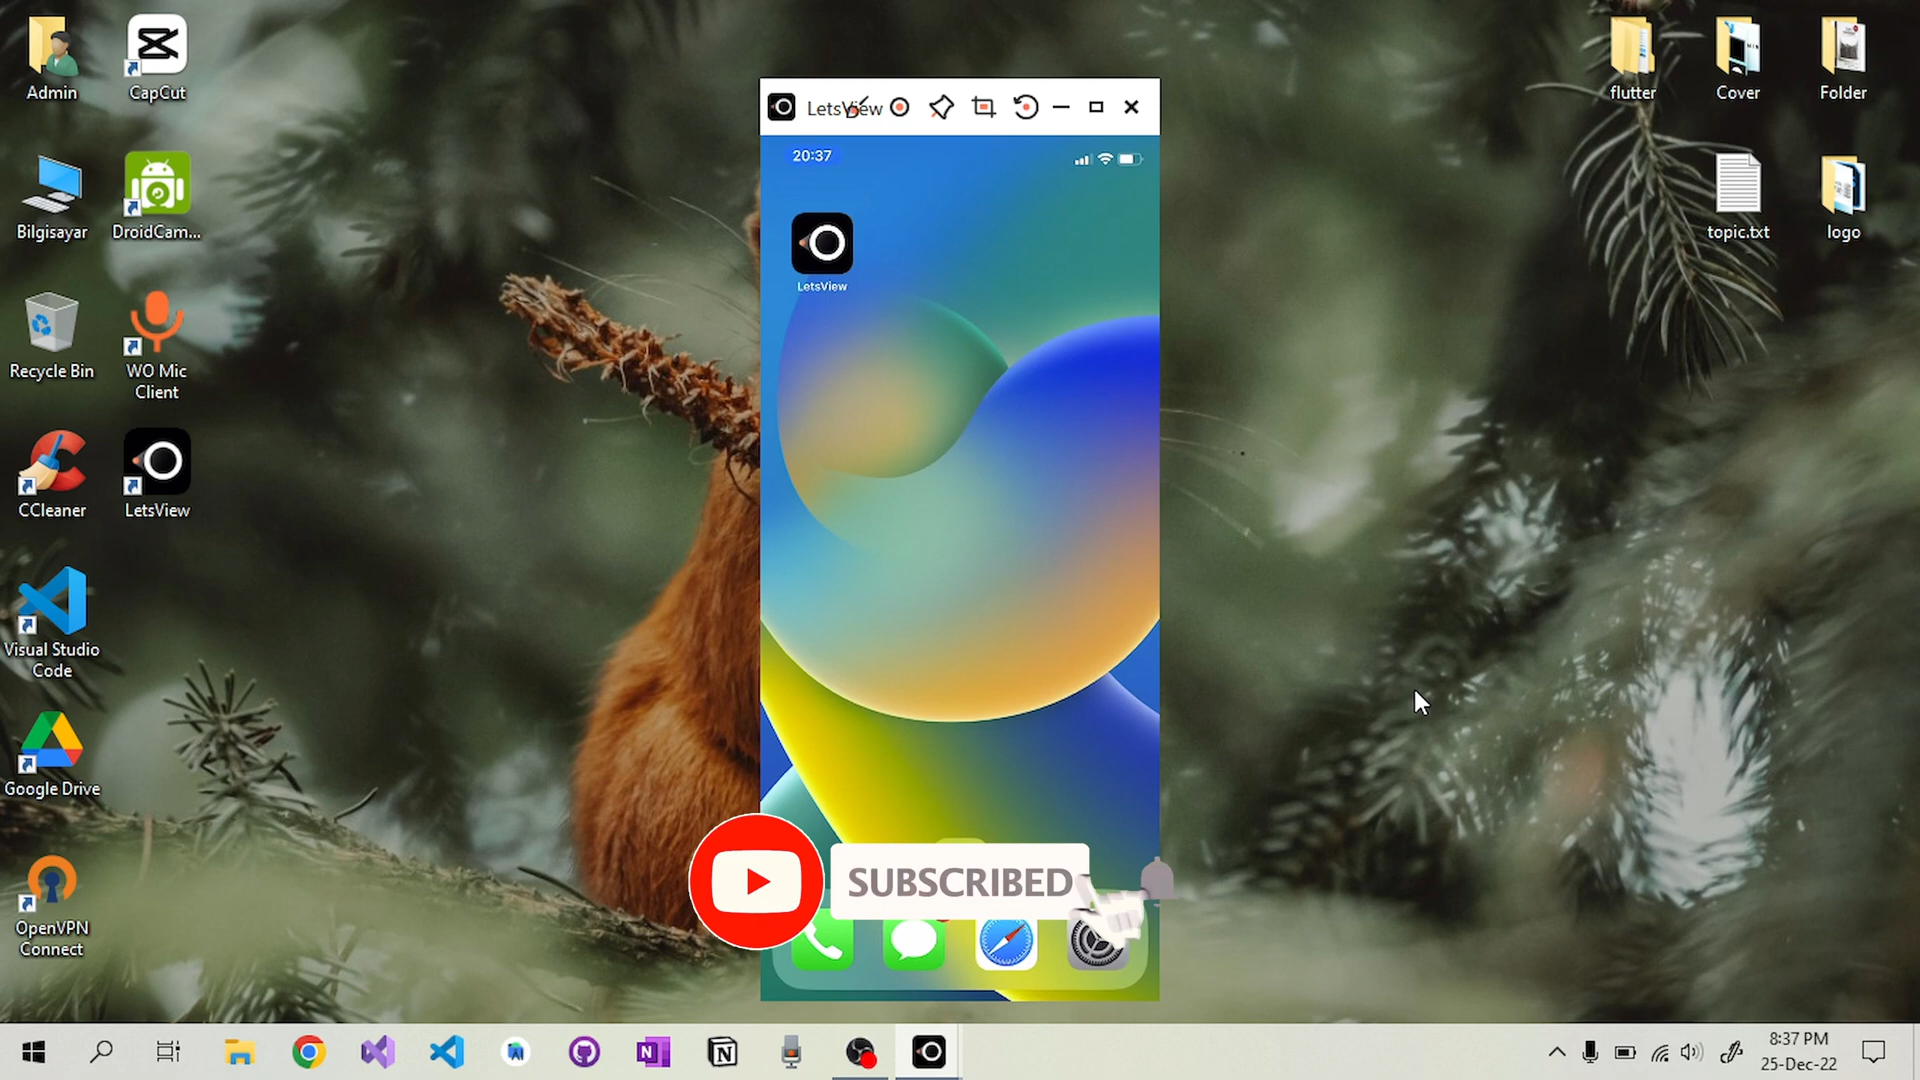 Admin
CapCut
flutter
Cover
Folder
LetsView
20:37
LetsView
Bilgisayar
DroidCam...
topic.txt
logo
Recycle Bin
WO Mic
Client
CCleaner
LetsView
Visual Studio
Code
Google Drive
OpenVPN
Connect
SUBSCRIBED
8:37 PM
25-Dec-22